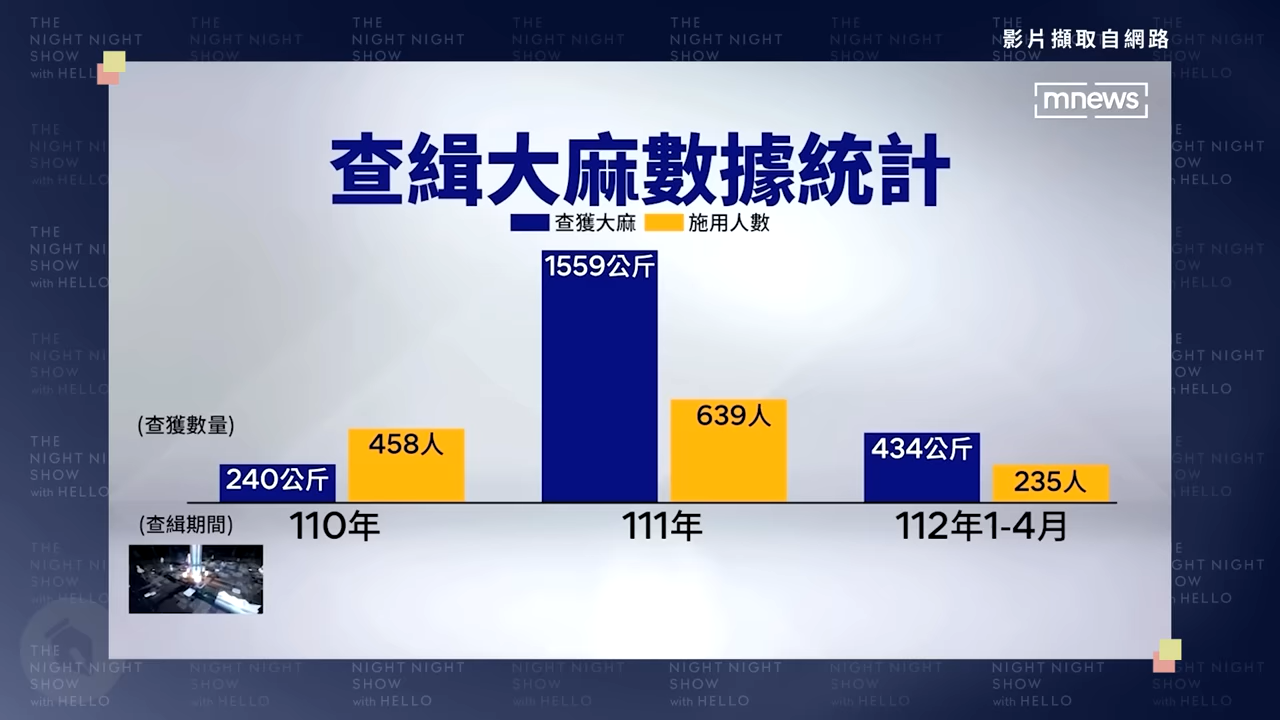 影片擷取自網路
mnews
查緝大麻數據統計
查獲大麻 施用人數
(查獲數量)
240公斤 458人
1559公斤 639人
434公斤 235人
(查緝期間) 110年 111年 112年1-4月
THE
NIGHT NIGHT
SHOW
with HELLO